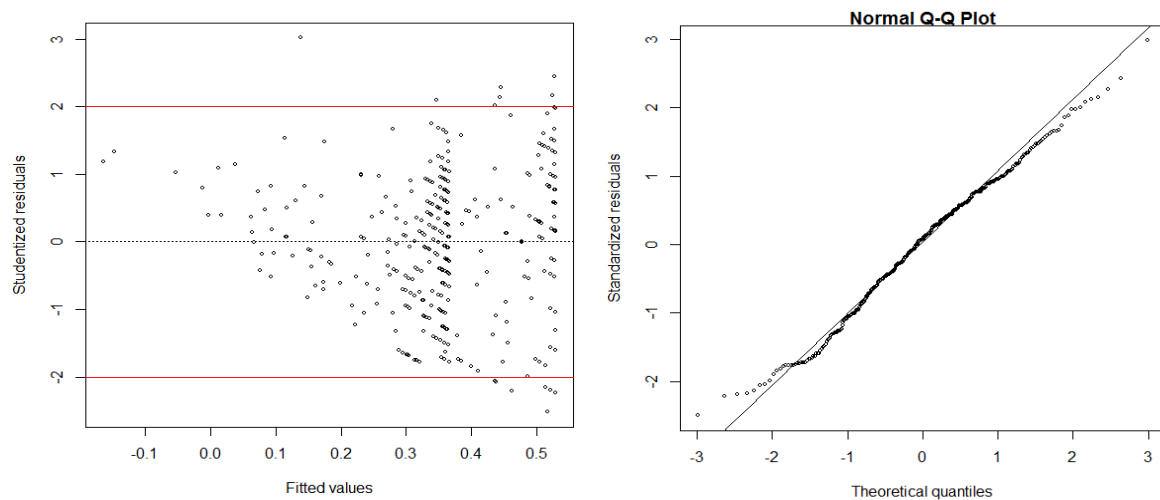 Studentized residuals
3
2
1
0
-1
-2
-0.1 0.0 0.1 0.2 0.3 0.4 0.5
Fitted values
Normal Q-Q Plot
Standardized residuals
3
2
1
0
-1
-2
-3 -2 -1 0 1 2 3
Theoretical quantiles